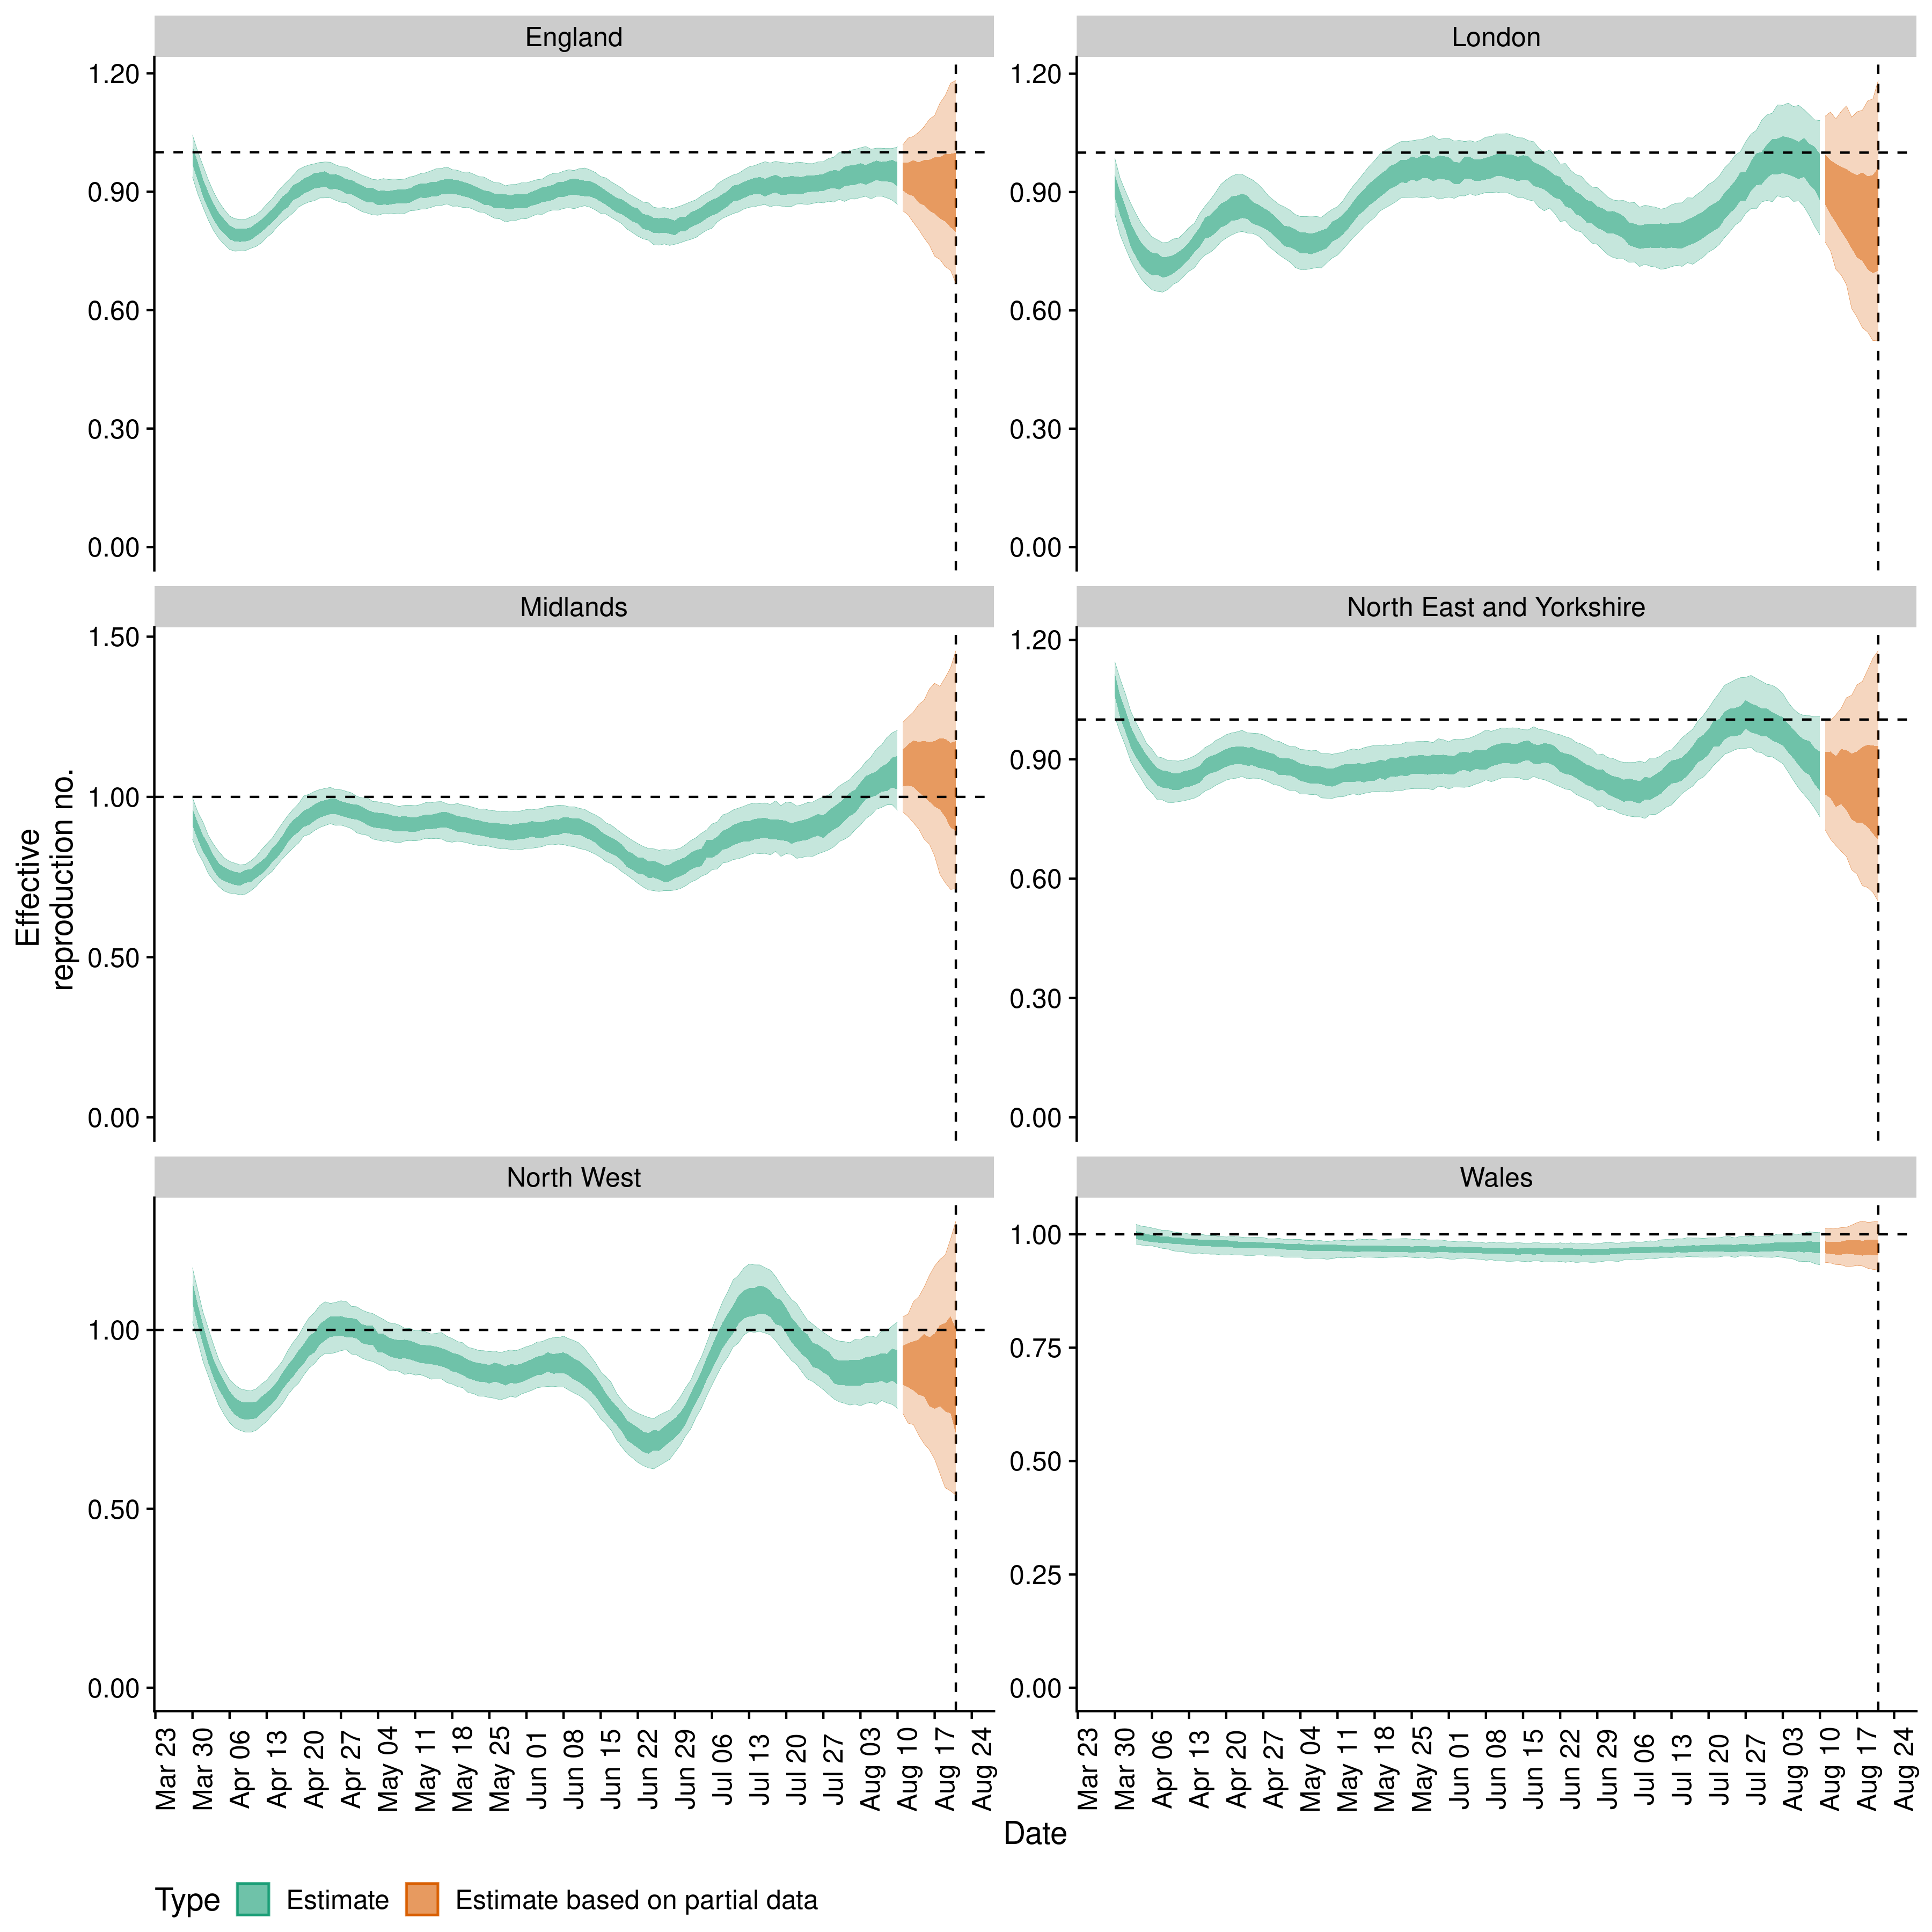 England
London
1.20
0.90
0.60
0.30
0.00
1.20
0.90
0.60
0.30
0.00
Midlands
North East and Yorkshire
1.50
1.00
0.50
0.00
1.20
0.90
0.60
0.30
0.00
North West
Wales
1.00
0.50
0.00
1.00
0.75
0.50
0.25
0.00
Effective
reproduction no.
Mar 23
Mar 30
Apr 06
Apr 13
Apr 20
Apr 27
May 04
May 11
May 18
May 25
Jun 01
Jun 08
Jun 15
Jun 22
Jun 29
Jul 06
Jul 13
Jul 20
Jul 27
Aug 03
Aug 10
Aug 17
Aug 24
Mar 23
Mar 30
Apr 06
Apr 13
Apr 20
Apr 27
May 04
May 11
May 18
May 25
Jun 01
Jun 08
Jun 15
Jun 22
Jun 29
Jul 06
Jul 13
Jul 20
Jul 27
Aug 03
Aug 10
Aug 17
Aug 24
Date
Type Estimate Estimate based on partial data